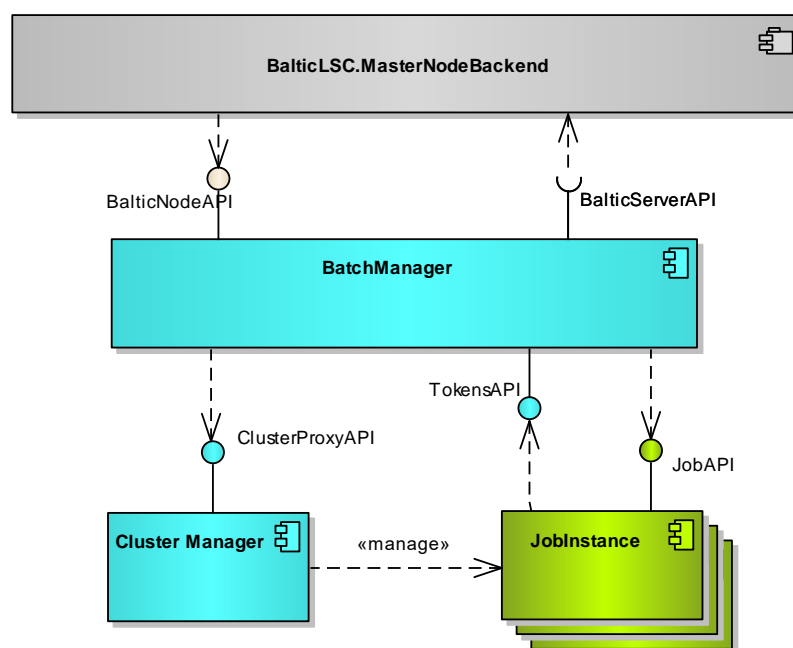 BalticLSC.MasterNodeBackend
BalticNodeAPI
BalticServerAPI
BatchManager
TokensAPI
ClusterProxyAPI
JobAPI
Cluster Manager
«manage»
JobInstance